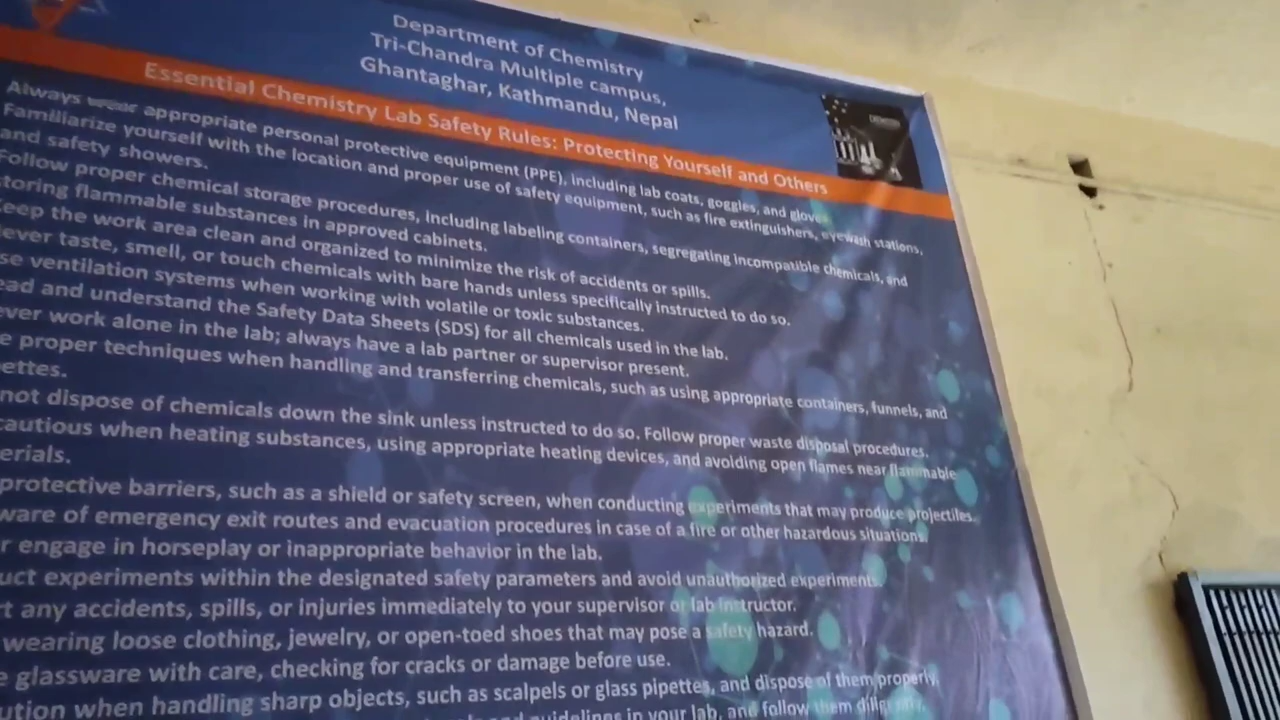 Department of Chemistry
Tri-Chandra Multiple campus,
Ghantaghar, Kathmandu, Nepal
Essential Chemistry Lab Safety Rules: Protecting Yourself and Others
Always wear appropriate personal protective equipment (PPE), including lab coats, goggles, and gloves
Familiarize yourself with the location and proper use of safety equipment, such as fire extinguishers, eyewash stations,
and safety showers.
Follow proper chemical storage procedures, including labeling containers, segregating incompatible chemicals, and
storing flammable substances in approved cabinets.
Keep the work area clean and organized to minimize the risk of accidents or spills.
ever taste, smell, or touch chemicals with bare hands unless specifically instructed to do so.
se ventilation systems when working with volatile or toxic substances.
ead and understand the Safety Data Sheets (SDS) for all chemicals used in the lab.
ever work alone in the lab; always have a lab partner or supervisor present.
e proper techniques when handling and transferring chemicals, such as using appropriate containers, funnels, and
ettes.
not dispose of chemicals down the sink unless instructed to do so. Follow proper waste disposal procedures.
cautious when heating substances, using appropriate heating devices, and avoiding open flames near flammable
erials.
protective barriers, such as a shield or safety screen, when conducting experiments that may produce projectiles.
ware of emergency exit routes and evacuation procedures in case of a fire or other hazardous situations.
r engage in horseplay or inappropriate behavior in the lab.
uct experiments within the designated safety parameters and avoid unauthorized experiments.
rt any accidents, spills, or injuries immediately to your supervisor or lab instructor.
wearing loose clothing, jewelry, or open-toed shoes that may pose a safety hazard.
e glassware with care, checking for cracks or damage before use.
ution when handling sharp objects, such as scalpels or glass pipettes, and dispose of them properly.
and guidelines in your lab, and follow them diligently.